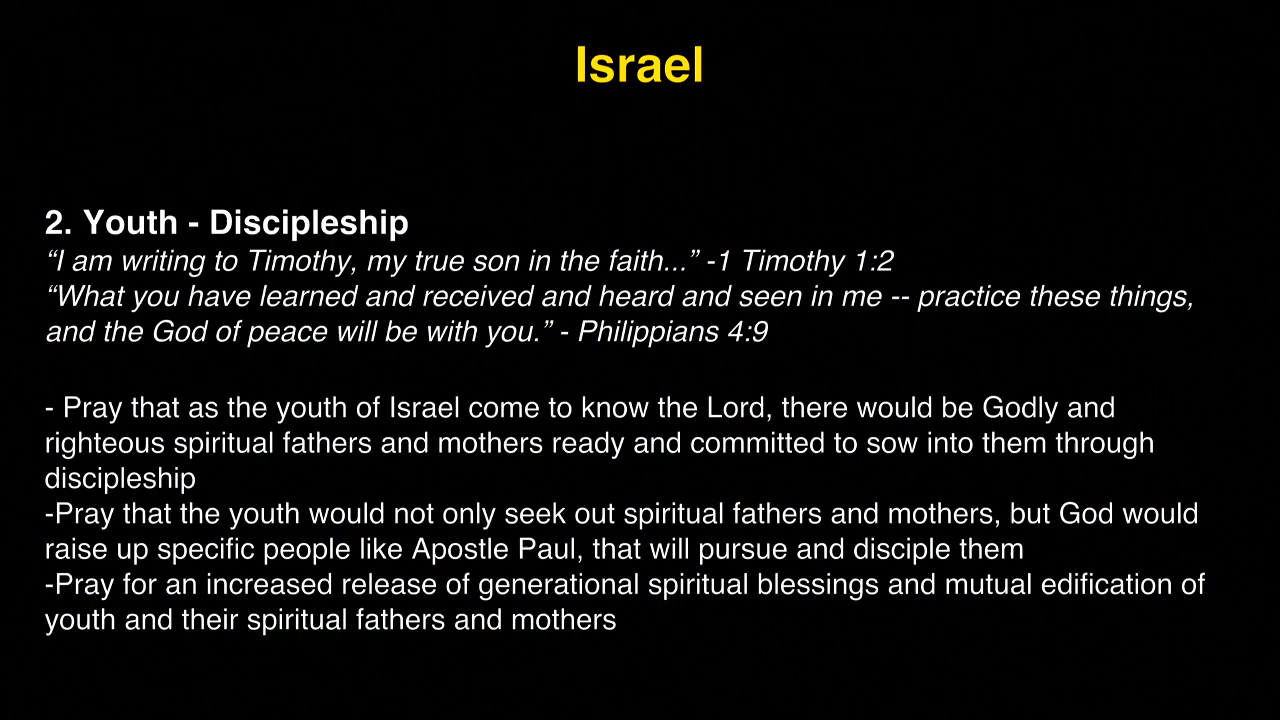 Israel
2. Youth - Discipleship
“I am writing to Timothy, my true son in the faith...” -1 Timothy 1:2
“What you have learned and received and heard and seen in me -- practice these things,
and the God of peace will be with you.” - Philippians 4:9
- Pray that as the youth of Israel come to know the Lord, there would be Godly and
righteous spiritual fathers and mothers ready and committed to sow into them through
discipleship
-Pray that the youth would not only seek out spiritual fathers and mothers, but God would
raise up specific people like Apostle Paul, that will pursue and disciple them
-Pray for an increased release of generational spiritual blessings and mutual edification of
youth and their spiritual fathers and mothers